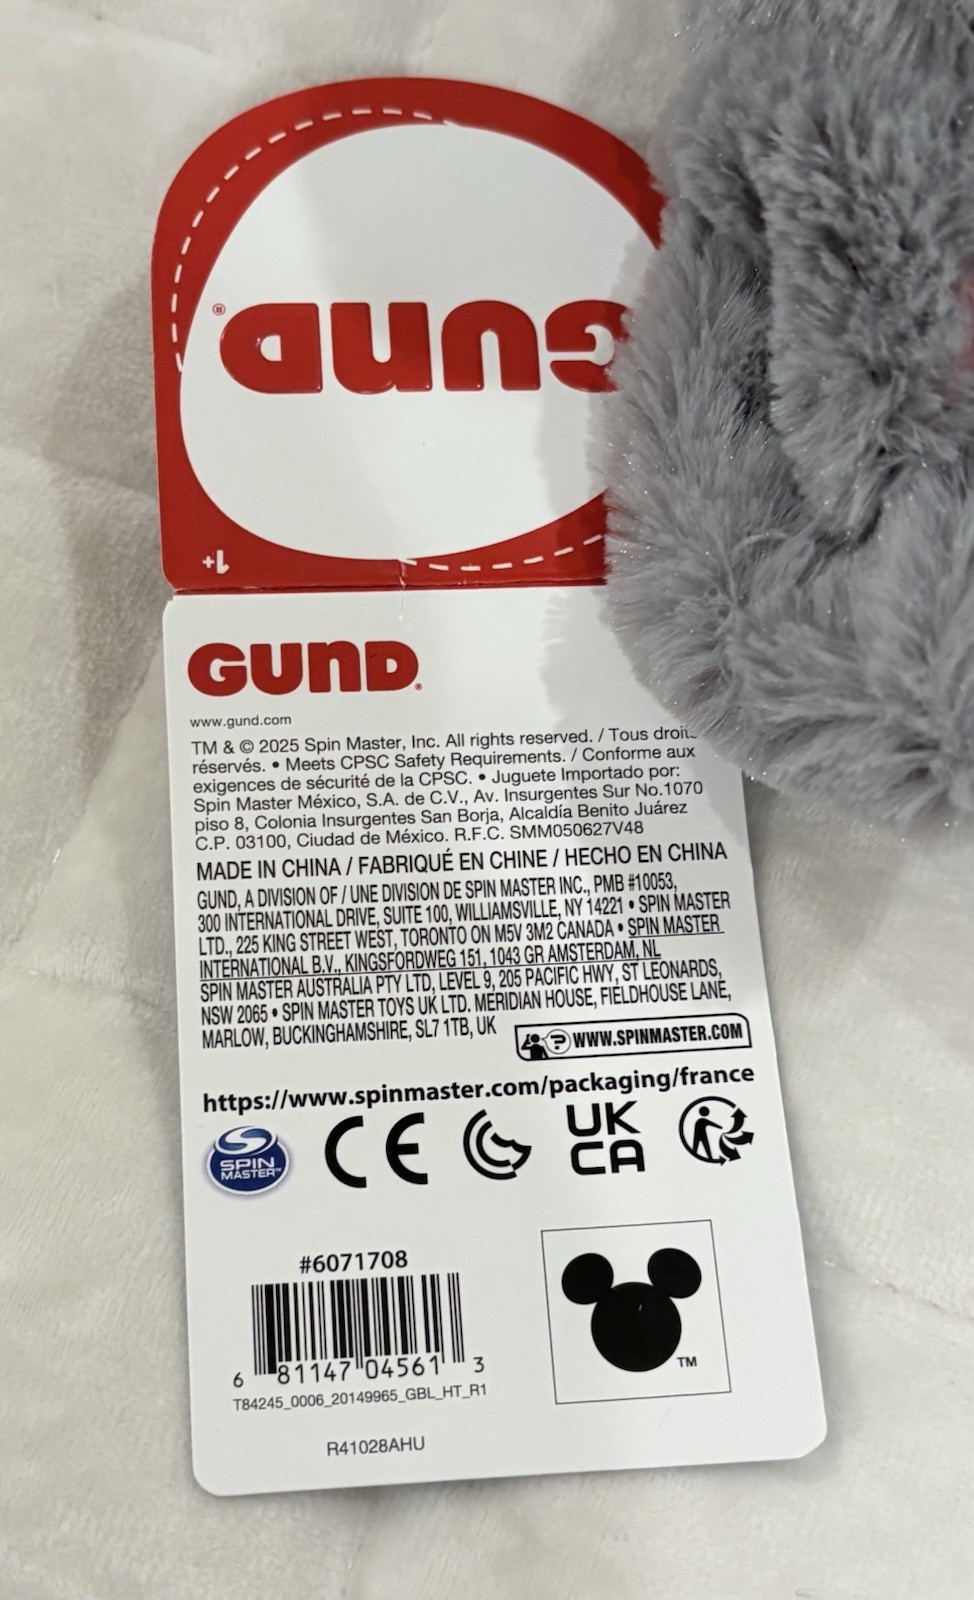 GUND®
1+
GUND®
www.gund.com
TM & © 2025 Spin Master, Inc. All rights reserved. / Tous droits
réservés. • Meets CPSC Safety Requirements. / Conforme aux
exigences de sécurité de la CPSC. • Juguete Importado por:
Spin Master México, S.A. de C.V., Av. Insurgentes Sur No.1070
piso 8, Colonia Insurgentes San Borja, Alcaldía Benito Juárez
C.P. 03100, Ciudad de México. R.F.C. SMM050627V48
MADE IN CHINA / FABRIQUÉ EN CHINE / HECHO EN CHINA
GUND, A DIVISION OF / UNE DIVISION DE SPIN MASTER INC., PMB #10053,
300 INTERNATIONAL DRIVE, SUITE 100, WILLIAMSVILLE, NY 14221 • SPIN MASTER
LTD., 225 KING STREET WEST, TORONTO ON M5V 3M2 CANADA • SPIN MASTER
INTERNATIONAL B.V., KINGSFORDWEG 151, 1043 GR AMSTERDAM, NL
SPIN MASTER AUSTRALIA PTY LTD, LEVEL 9, 205 PACIFIC HWY, ST LEONARDS,
NSW 2065 • SPIN MASTER TOYS UK LTD. MERIDIAN HOUSE, FIELDHOUSE LANE,
MARLOW, BUCKINGHAMSHIRE, SL7 1TB, UK
? WWW.SPINMASTER.COM
https://www.spinmaster.com/packaging/france
SPIN
MASTER™
CE
UK
CA
#6071708
6 81147 04561 3
T84245_0006_20149965_GBL_HT_R1
R41028AHU
TM